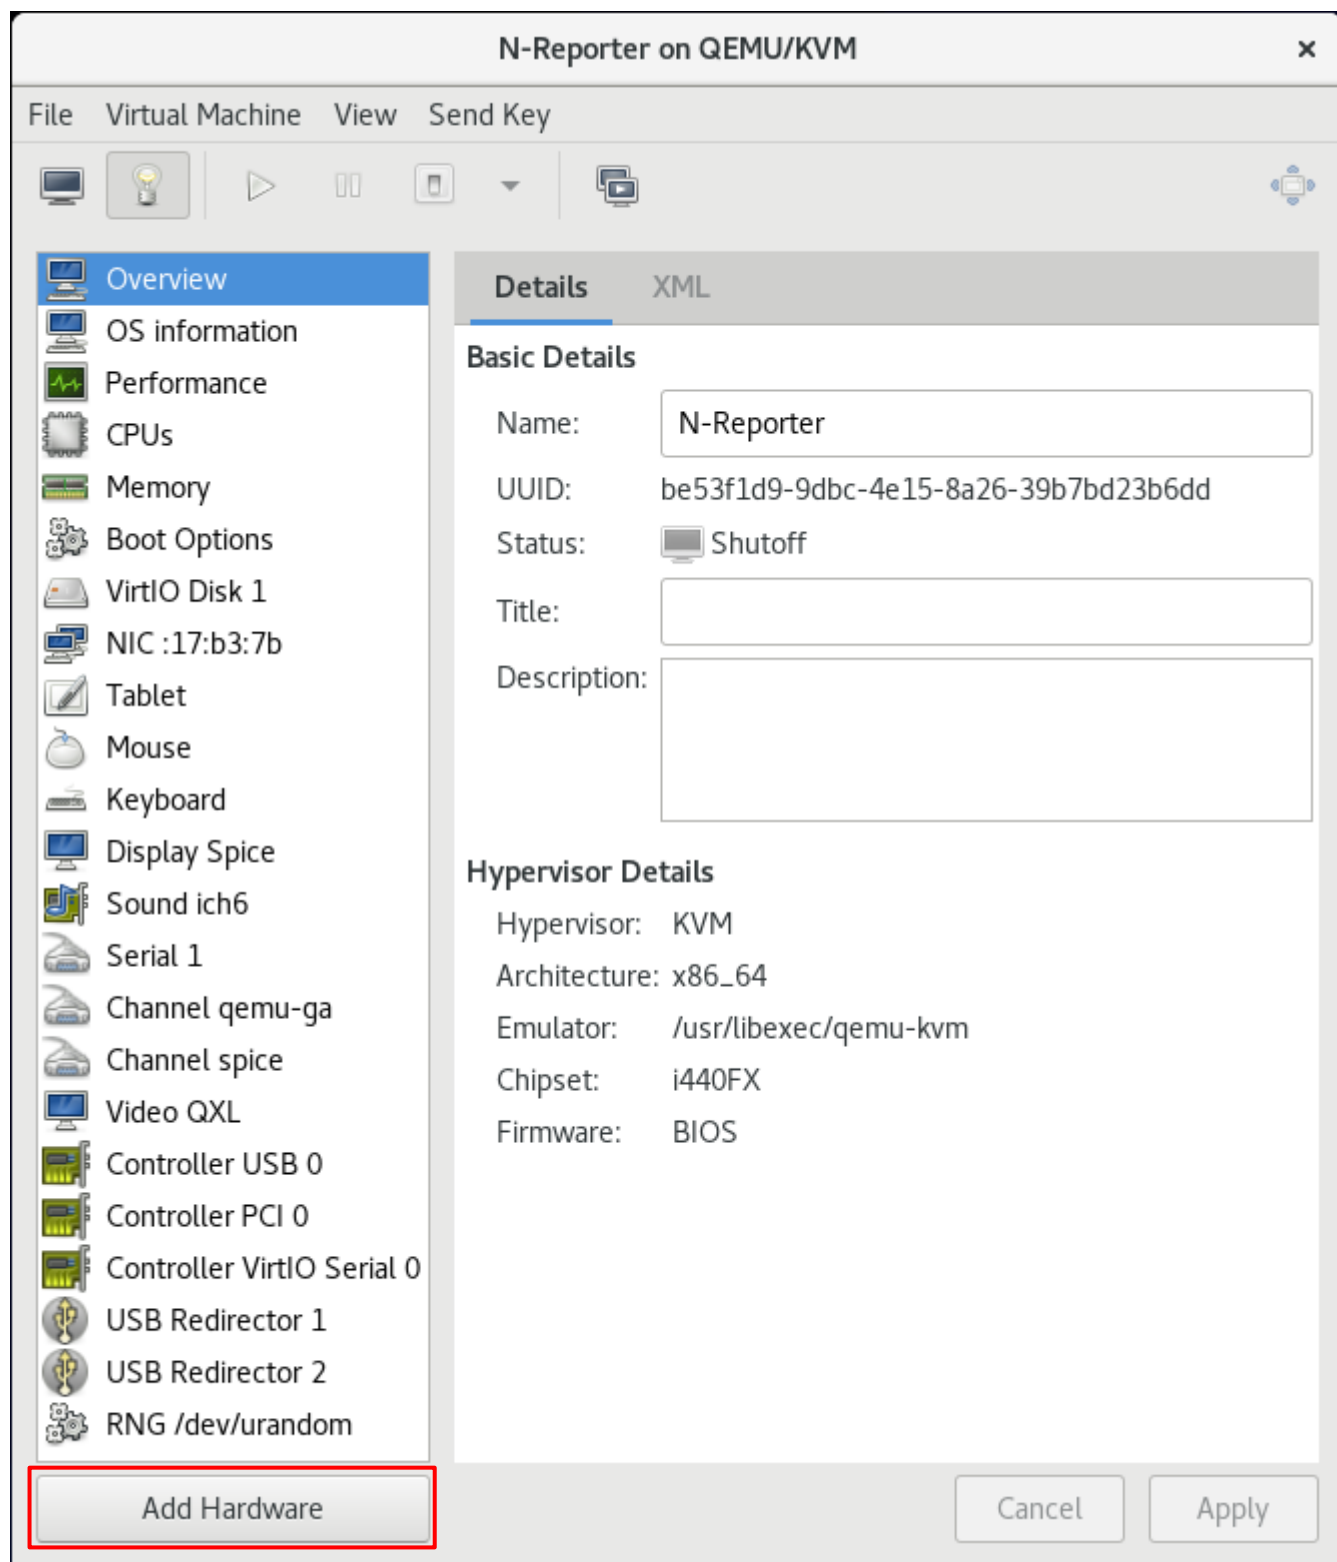 N-Reporter on QEMU/KVM
File Virtual Machine View Send Key
Overview
OS information
Performance
CPUs
Memory
Boot Options
VirtIO Disk 1
NIC :17:b3:7b
Tablet
Mouse
Keyboard
Display Spice
Sound ich6
Serial 1
Channel qemu-ga
Channel spice
Video QXL
Controller USB 0
Controller PCI 0
Controller VirtIO Serial 0
USB Redirector 1
USB Redirector 2
RNG /dev/urandom
Add Hardware
Details XML
Basic Details
Name: N-Reporter
UUID: be53f1d9-9dbc-4e15-8a26-39b7bd23b6dd
Status: Shutoff
Title:
Description:
Hypervisor Details
Hypervisor: KVM
Architecture: x86_64
Emulator: /usr/libexec/qemu-kvm
Chipset: i440FX
Firmware: BIOS
Cancel Apply